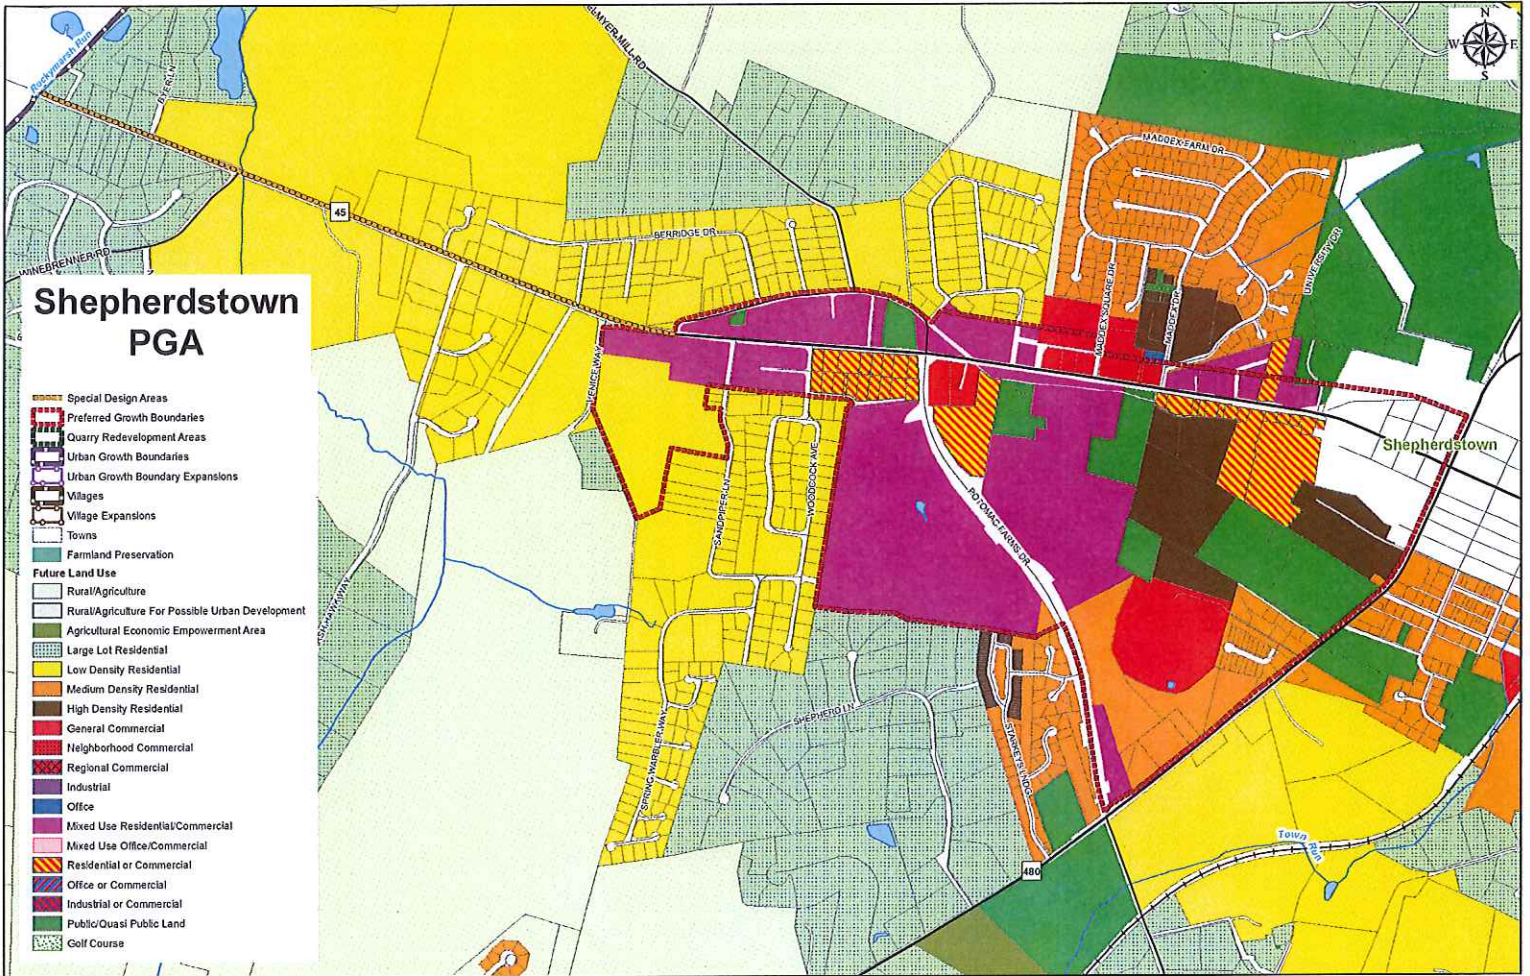 N
W E
S
Rockymarsh Run
MADDEX FARM DR
45
BERRIDGE DR
WINEBRENNER RD
UNIVERSITY DR
MADDEX SQUARE DR
MADDEX DR
Shepherdstown
PGA
VENICE WAY
Special Design Areas
Preferred Growth Boundaries
Quarry Redevelopment Areas
Urban Growth Boundaries
Urban Growth Boundary Expansions
Villages
Village Expansions
Towns
Farmland Preservation
Future Land Use
Rural/Agriculture
Rural/Agriculture For Possible Urban Development
Agricultural Economic Empowerment Area
Large Lot Residential
Low Density Residential
Medium Density Residential
High Density Residential
General Commercial
Neighborhood Commercial
Regional Commercial
Industrial
Office
Mixed Use Residential/Commercial
Mixed Use Office/Commercial
Residential or Commercial
Office or Commercial
Industrial or Commercial
Public/Quasi Public Land
Golf Course
Shepherdstown
WOODCOCK AVE
SANDPIPER LN
POTOMAC FARMS DR
SHEPHERD LN
SPRING WARBLER WAY
Town Run
480